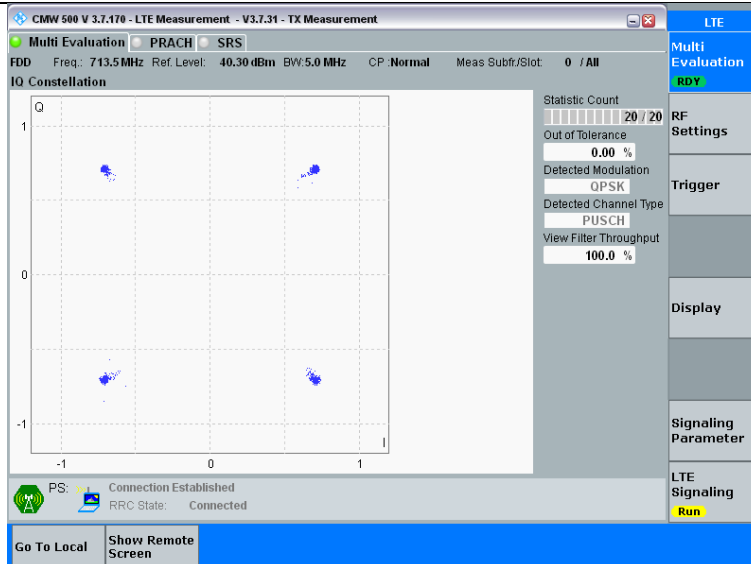 CMW 500 V 3.7.170 - LTE Measurement - V3.7.31 - TX Measurement
LTE
Multi Evaluation PRACH SRS
Multi
Evaluation
RDY
FDD Freq.: 713.5 MHz Ref. Level: 40.30 dBm BW: 5.0 MHz CP : Normal Meas Subfr./Slot: 0 / All
IQ Constellation
Q
1
0
-1
-1 0 1
I
Statistic Count
20 / 20
Out of Tolerance
0.00 %
Detected Modulation
QPSK
Detected Channel Type
PUSCH
View Filter Throughput
100.0 %
RF
Settings
Trigger
Display
Signaling
Parameter
LTE
Signaling
Run
PS: Connection Established
RRC State: Connected
Go To Local
Show Remote
Screen